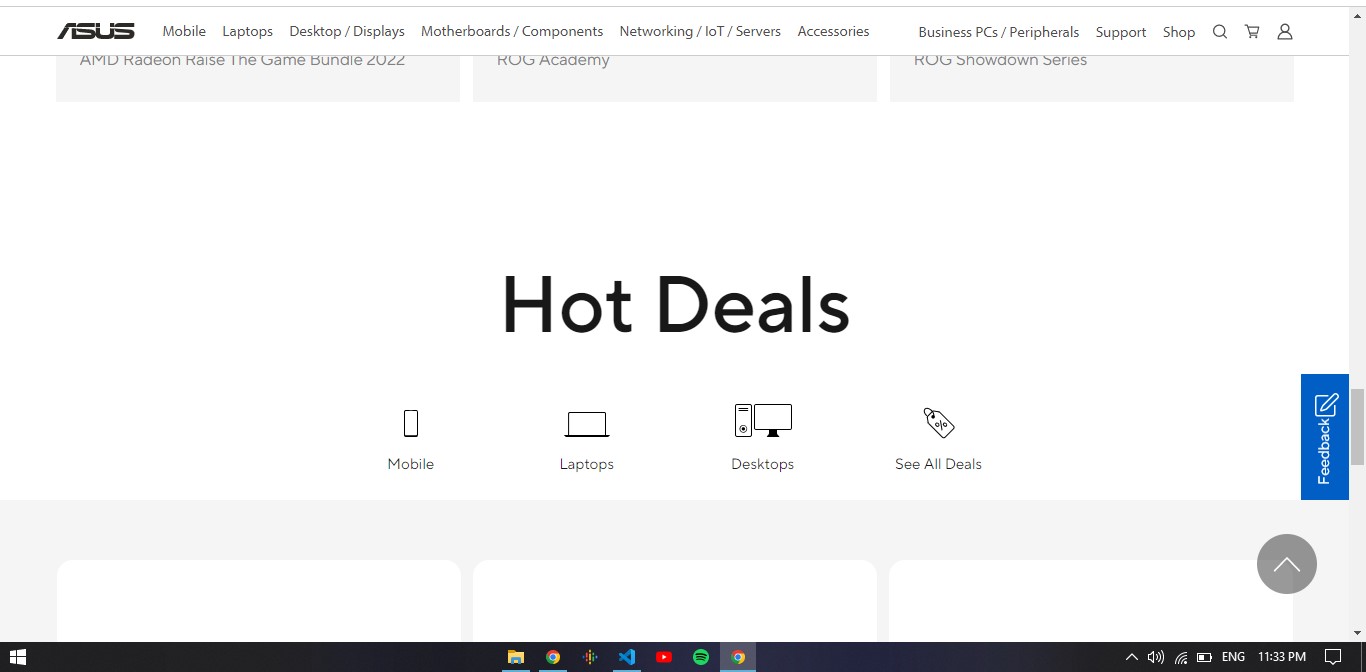 ASUS Mobile Laptops Desktop / Displays Motherboards / Components Networking / IoT / Servers Accessories Business PCs / Peripherals Support Shop
AMD Radeon Raise The Game Bundle 2022 ROG Academy ROG Showdown Series
Hot Deals
Mobile Laptops Desktops See All Deals
Feedback
ENG 11:33 PM